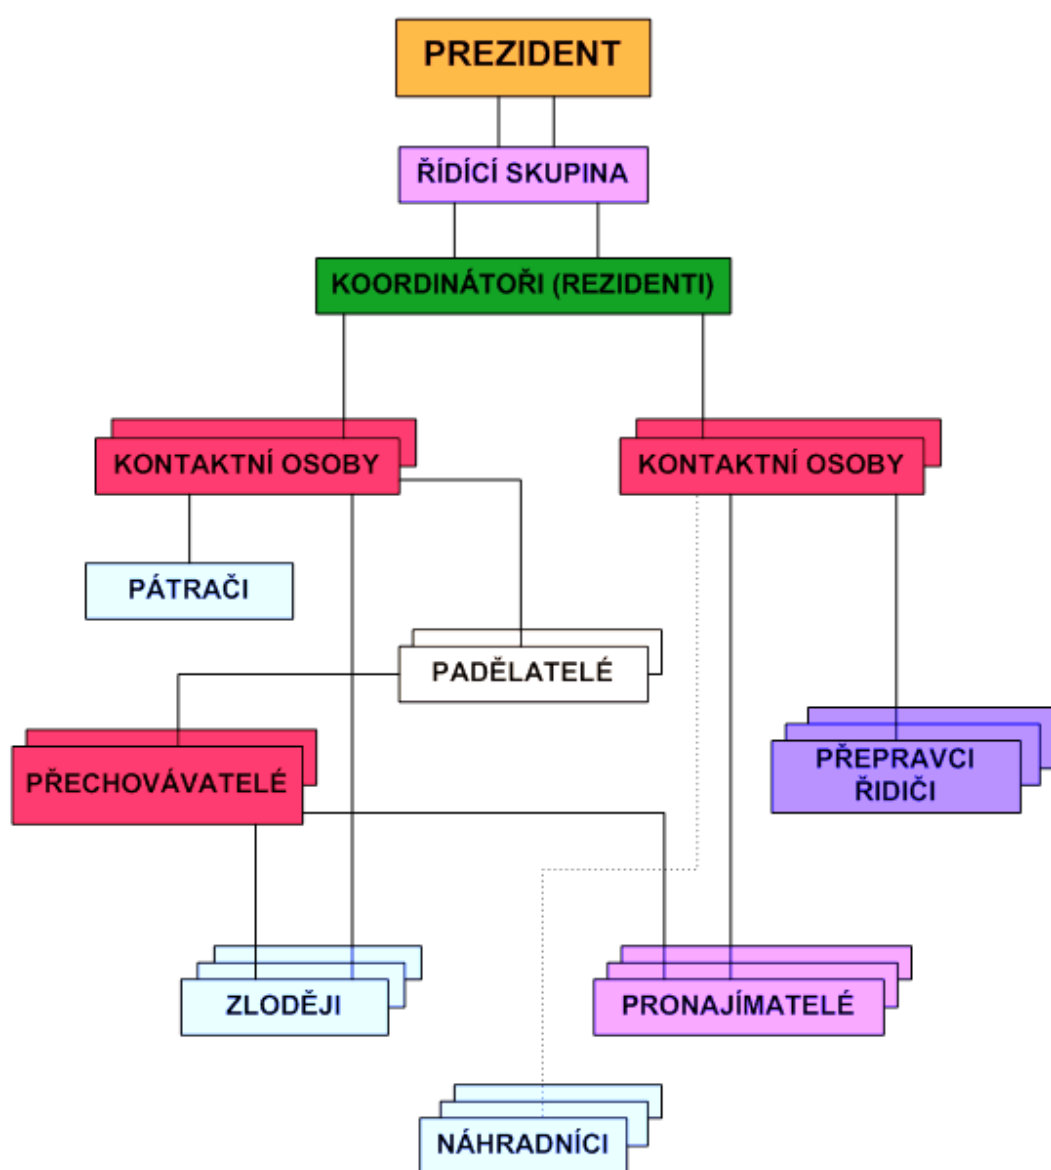 PREZIDENT
ŘÍDÍCÍ SKUPINA
KOORDINÁTOŘI (REZIDENTI)
KONTAKTNÍ OSOBY
KONTAKTNÍ OSOBY
PÁTRAČI
PADĚLATELÉ
PŘECHOVÁVATELÉ
PŘEPRAVCI
ŘIDIČI
ZLODĚJI
PRONAJÍMATELÉ
NÁHRADNÍCI